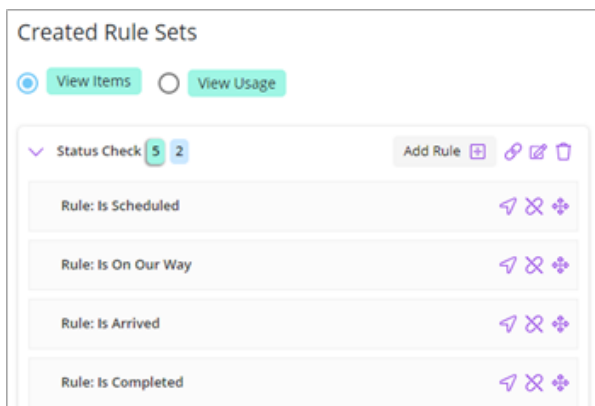 Created Rule Sets
View Items View Usage
Status Check 5 2 Add Rule
Rule: Is Scheduled
Rule: Is On Our Way
Rule: Is Arrived
Rule: Is Completed